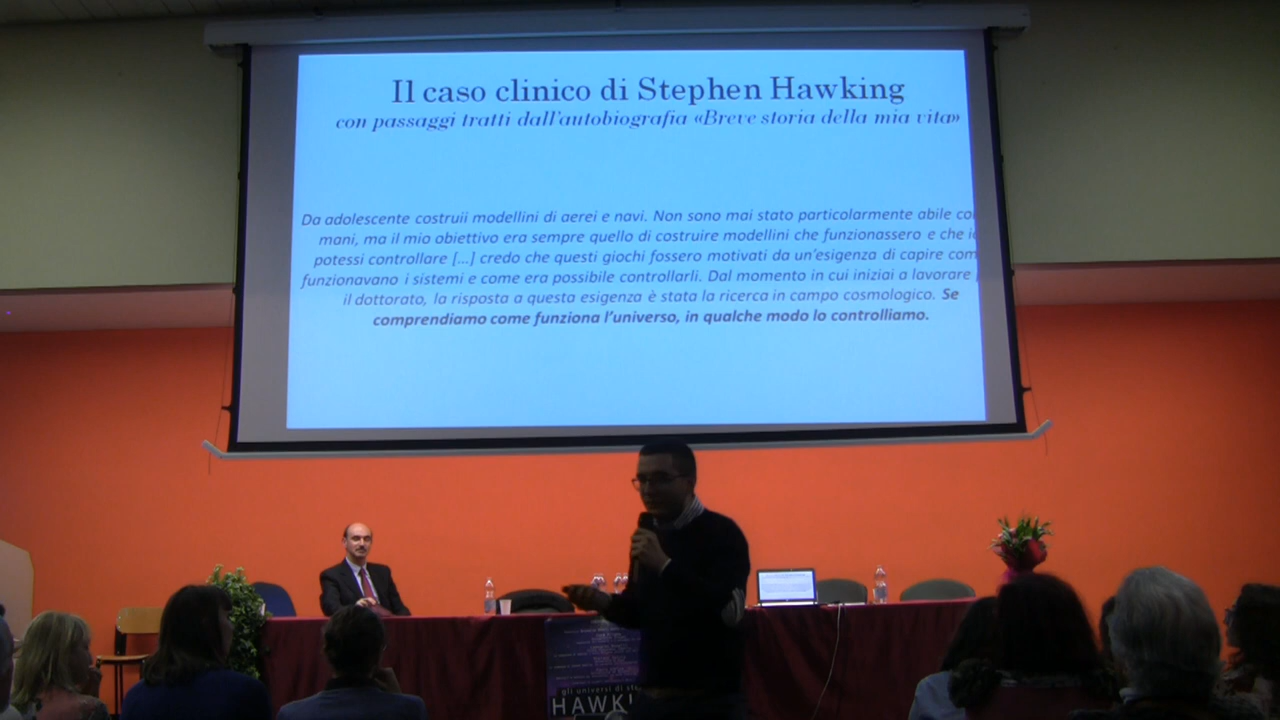 Il caso clinico di Stephen Hawking
con passaggi tratti dall'autobiografia «Breve storia della mia vita»
Da adolescente costruii modellini di aerei e navi. Non sono mai stato particolarmente abile co
mani, ma il mio obiettivo era sempre quello di costruire modellini che funzionassero e che i
potessi controllare [...] credo che questi giochi fossero motivati da un'esigenza di capire com
funzionavano i sistemi e come era possibile controllarli. Dal momento in cui iniziai a lavorare
il dottorato, la risposta a questa esigenza è stata la ricerca in campo cosmologico. Se
comprendiamo come funziona l'universo, in qualche modo lo controlliamo.
gli universi di
HAWK